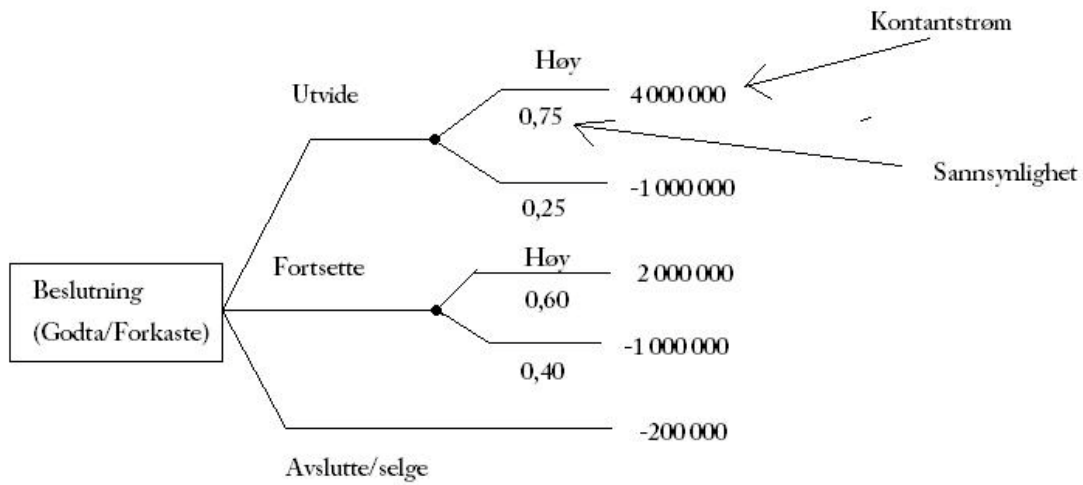 Kontantstrøm
Høy
Utvide
4 000 000
0,75
Sannsynlighet
-1 000 000
0,25
Fortsette
Høy
2 000 000
Beslutning
(Godta/Forkaste)
0,60
-1 000 000
0,40
-200 000
Avslutte/selge